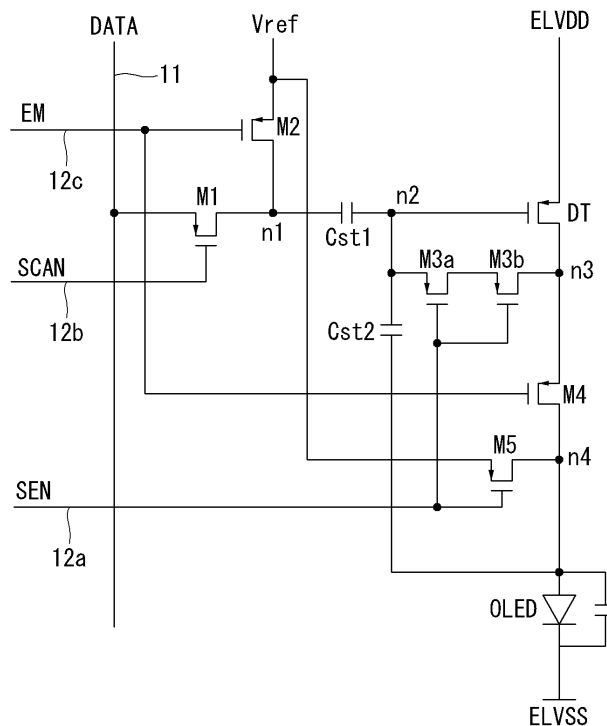 DATA
Vref
ELVDD
11
EM
M2
12c
M1
n1
Cst1
n2
DT
SCAN
12b
M3a
M3b
n3
Cst2
M4
M5
n4
SEN
12a
OLED
ELVSS